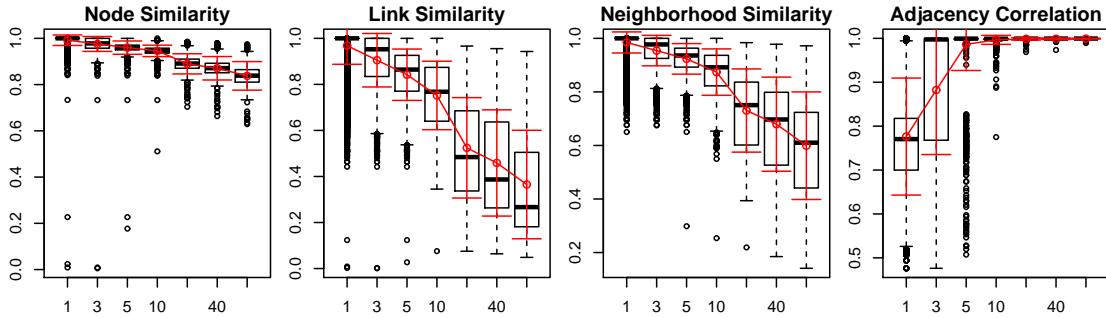 Node Similarity
0.0 0.2 0.4 0.6 0.8 1.0
1 3 5 10 40
Link Similarity
0.0 0.2 0.4 0.6 0.8 1.0
1 3 5 10 40
Neighborhood Similarity
0.2 0.4 0.6 0.8 1.0
1 3 5 10 40
Adjacency Correlation
0.5 0.6 0.7 0.8 0.9 1.0
1 3 5 10 40